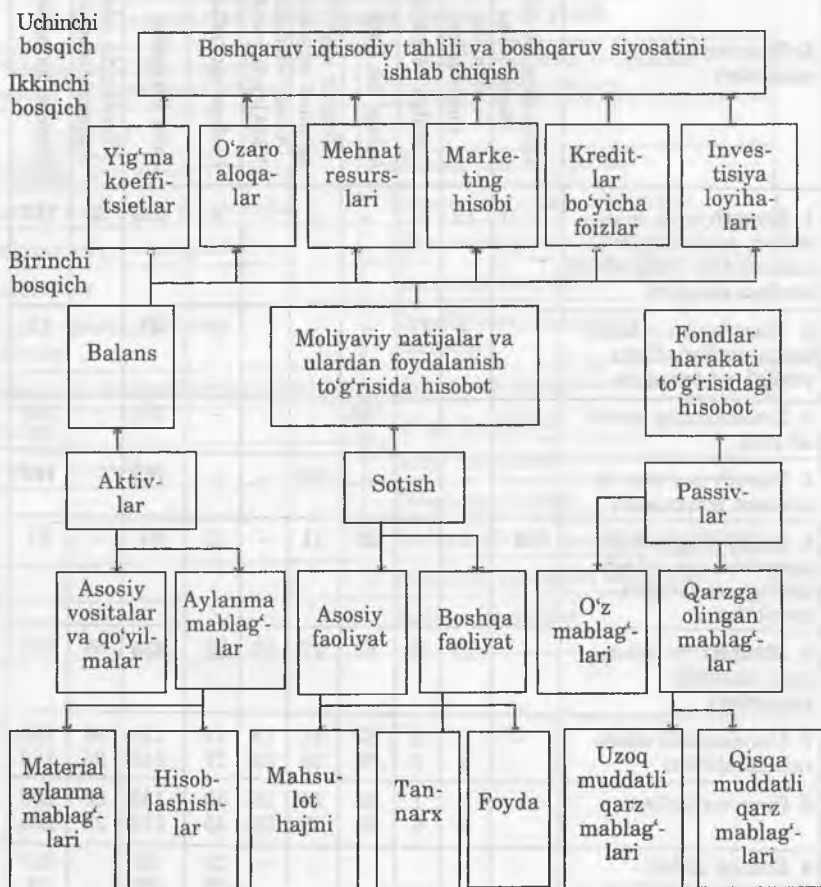 Uchinchi
bosqich
Boshqaruv iqtisodiy tahlili va boshqaruv siyosatini
ishlab chiqish
Ikkinchi
bosqich
Yig‘ma
koeffi-
tsietlar
O‘zaro
aloqa-
lar
Mehnat
resurs-
lari
Marke-
ting
hisobi
Kredit-
lar
bo‘yicha
foizlar
Inves-
tisiya
loyiha-
lari
Birinchi
bosqich
Balans
Moliyaviy natijalar va
ulardan foydalanish
to‘g‘risida hisobot
Fondlar
harakati
to‘g‘risidagi
hisobot
Aktiv-
lar
Sotish
Passiv-
lar
Asosiy
vositalar
va qo‘yil-
malar
Aylanma
mablag‘-
lar
Asosiy
faoliyat
Boshqa
faoliyat
O‘z
mablag‘-
lari
Qarzga
olingan
mablag‘-
lar
Material
aylanma
mablag‘-
lari
Hisob-
lashish-
lar
Mahsu-
lot
hajmi
Tan-
narx
Foyda
Uzoq
muddatli
qarz
mablag‘-
lari
Qisqa
muddatli
qarz
mablag‘-
lari